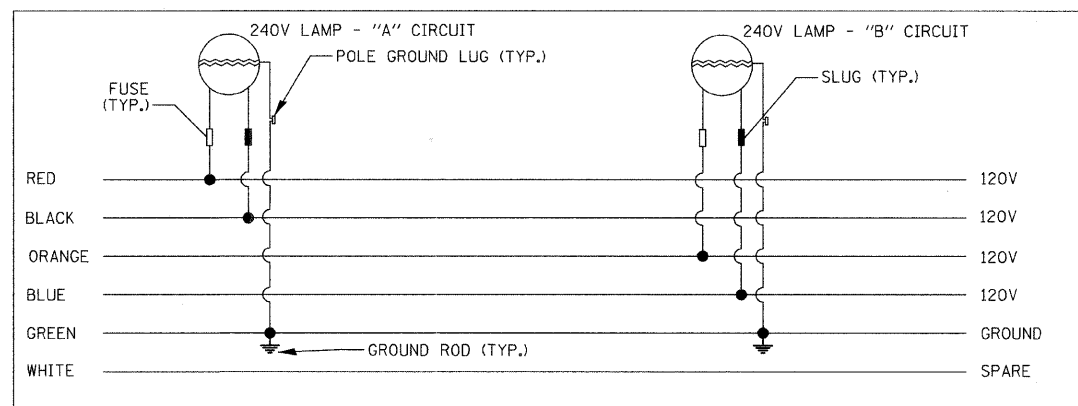 240V LAMP - "A" CIRCUIT
240V LAMP - "B" CIRCUIT
POLE GROUND LUG (TYP.)
SLUG (TYP.)
FUSE
(TYP.)
RED
120V
BLACK
120V
ORANGE
120V
BLUE
120V
GREEN
GROUND
GROUND ROD (TYP.)
WHITE
SPARE